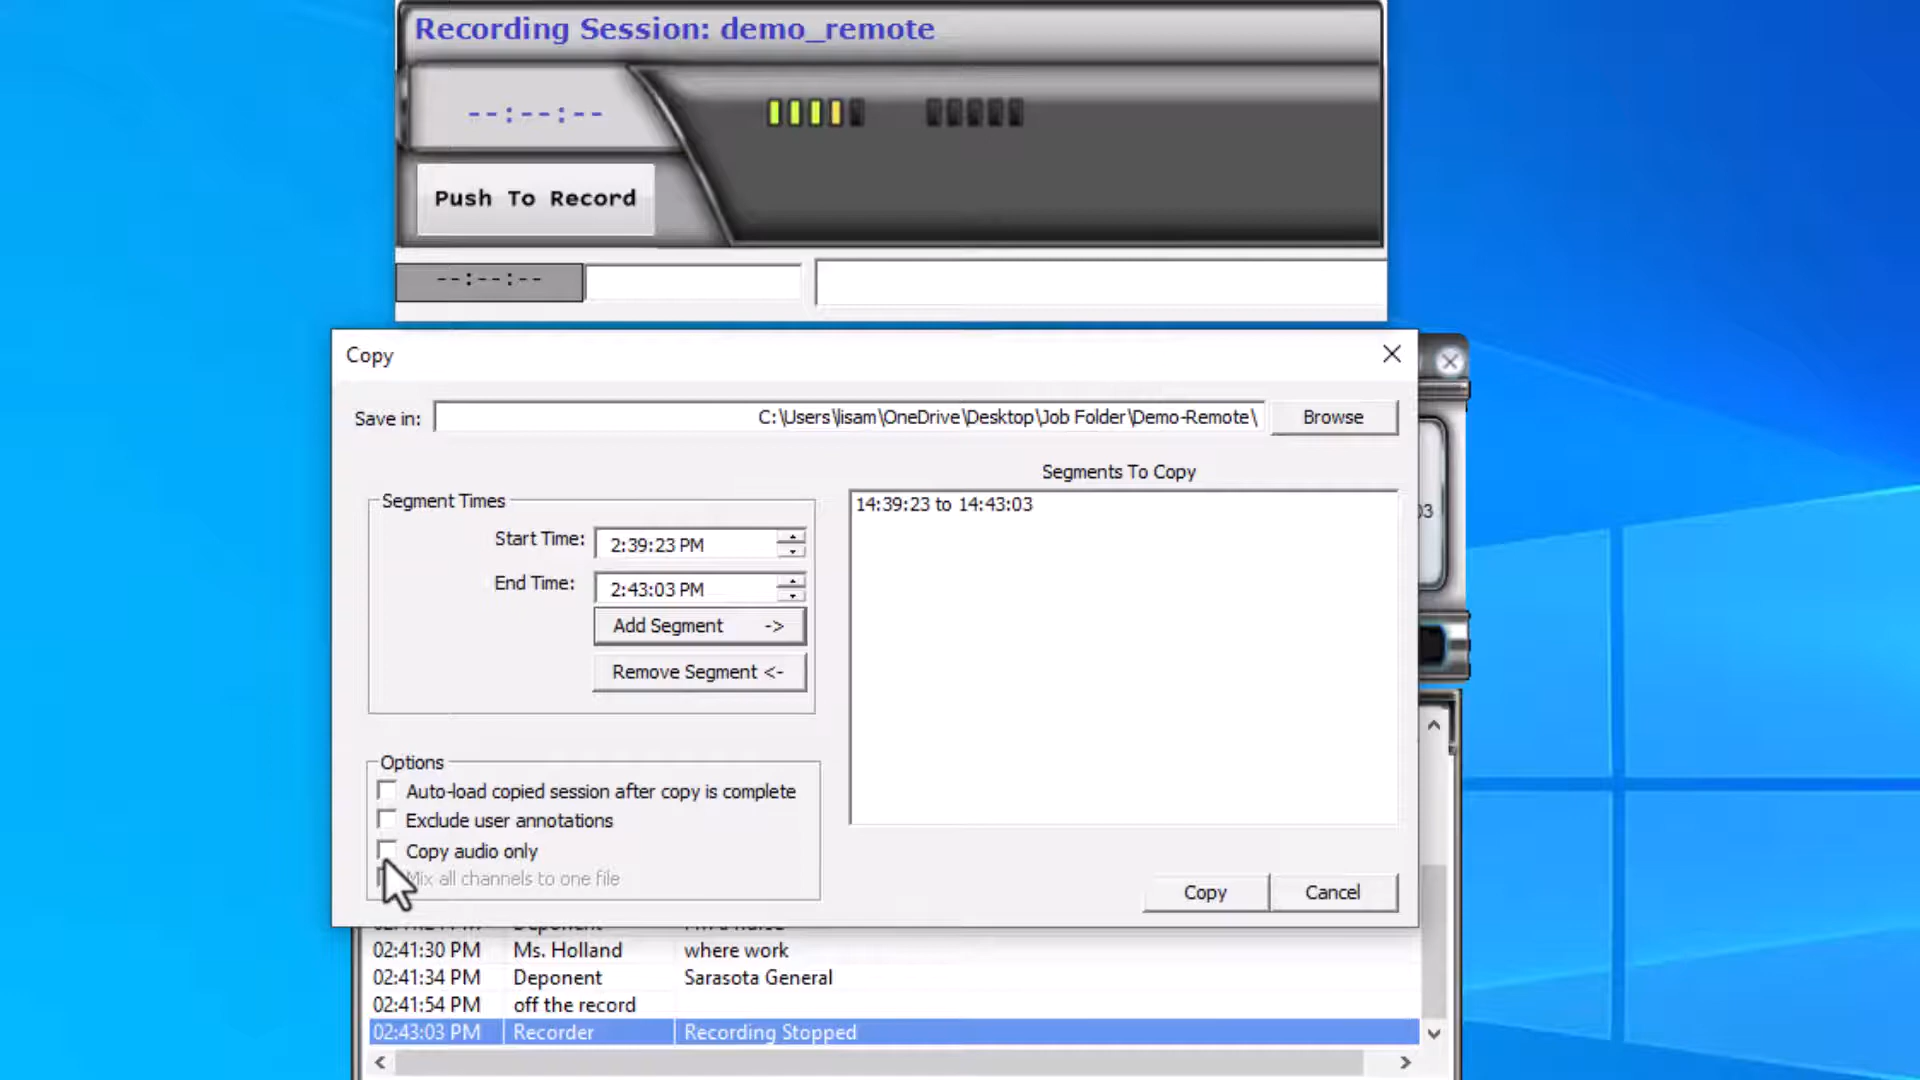 Recording Session: demo_remote
--:--:--
Push To Record
--:--:--
Copy
Save in: C:\Users\lisam\OneDrive\Desktop\Job Folder\Demo-Remote\ Browse
Segments To Copy
Segment Times
14:39:23 to 14:43:03
Start Time: 2:39:23 PM
End Time: 2:43:03 PM
Add Segment ->
Remove Segment <-
Options
Auto-load copied session after copy is complete
Exclude user annotations
Copy audio only
Mix all channels to one file
Copy Cancel
02:41:30 PM Ms. Holland where work
02:41:34 PM Deponent Sarasota General
02:41:54 PM off the record
02:43:03 PM Recorder Recording Stopped